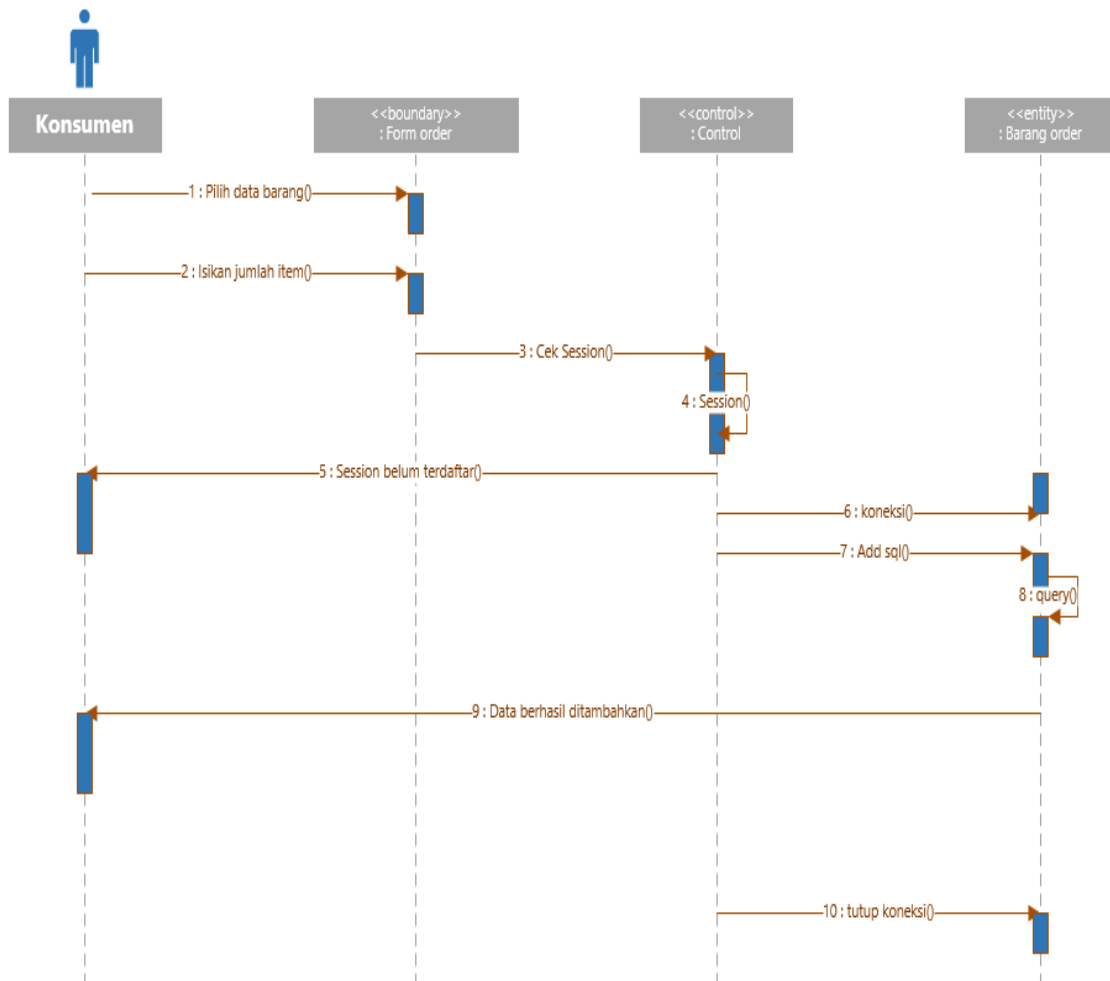 Konsumen
<<boundary>>
: Form order
<<control>>
: Control
<<entity>>
: Barang order
1 : Pilih data barang()
2 : Isikan jumlah item()
3 : Cek Session()
4 : Session()
5 : Session belum terdaftar()
6 : koneksi()
7 : Add sql()
8 : query()
9 : Data berhasil ditambahkan()
10 : tutup koneksi()